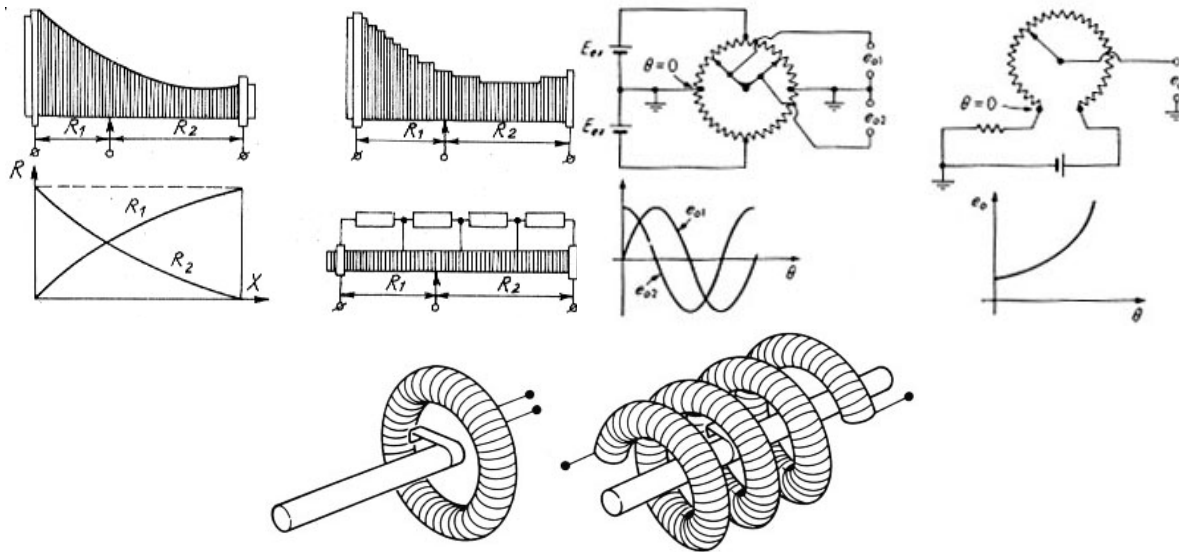 R1 R2
R1 R2
Eex
Eex
θ=0
eo1
eo2
θ=0
R
R1
R2
X
R1 R2
eo1
eo2
θ
eo
θ